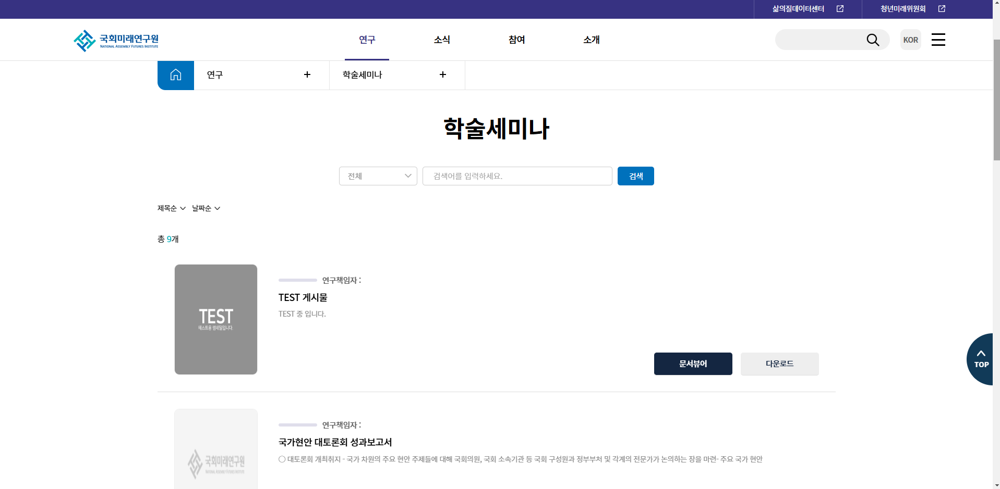 삶의질데이터센터
청년미래위원회
국회미래연구원
NATIONAL ASSEMBLY FUTURES INSTITUTE
연구
소식
참여
소개
KOR
연구
학술세미나
학술세미나
전체
검색어를 입력하세요.
검색
제목순
날짜순
총 9개
TEST
테스트용 썸네일입니다.
연구책임자 :
TEST 게시물
TEST 중 입니다.
문서뷰어
다운로드
TOP
국회미래연구원
NATIONAL ASSEMBLY FUTURES INSTITUTE
연구책임자 :
국가현안 대토론회 성과보고서
○ 대토론회 개최취지 - 국가 차원의 주요 현안 주제들에 대해 국회의원, 국회 소속기관 등 국회 구성원과 정부부처 및 각계의 전문가가 논의하는 장을 마련- 주요 국가 현안